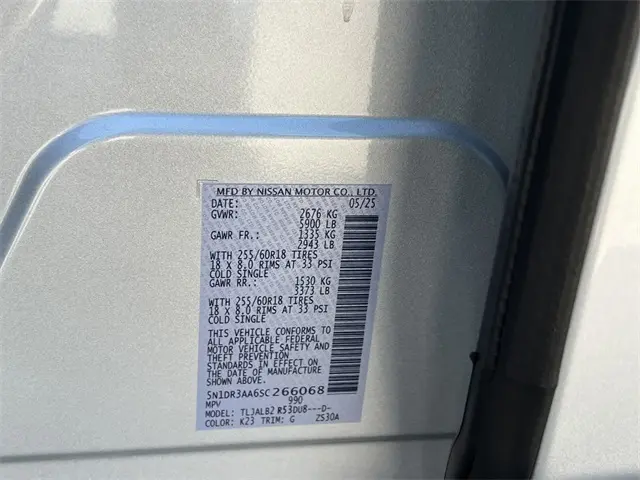 MFD BY NISSAN MOTOR CO., LTD.
DATE: 05/25
GVWR: 2676 KG
5900 LB
GAWR FR.: 1335 KG
2943 LB
WITH 255/60R18 TIRES
18 x 8.0 RIMS AT 33 PSI
COLD SINGLE
GAWR RR.: 1530 KG
3373 LB
WITH 255/60R18 TIRES
18 x 8.0 RIMS AT 33 PSI
COLD SINGLE
THIS VEHICLE CONFORMS TO
ALL APPLICABLE FEDERAL
MOTOR VEHICLE SAFETY AND
THEFT PREVENTION
STANDARDS IN EFFECT ON
THE DATE OF MANUFACTURE
SHOWN ABOVE.
5N1DR3AA6SC266068
MPV 990
MODEL: TLJALB2 R53DU8---D-
COLOR: K23 TRIM: G Z530A